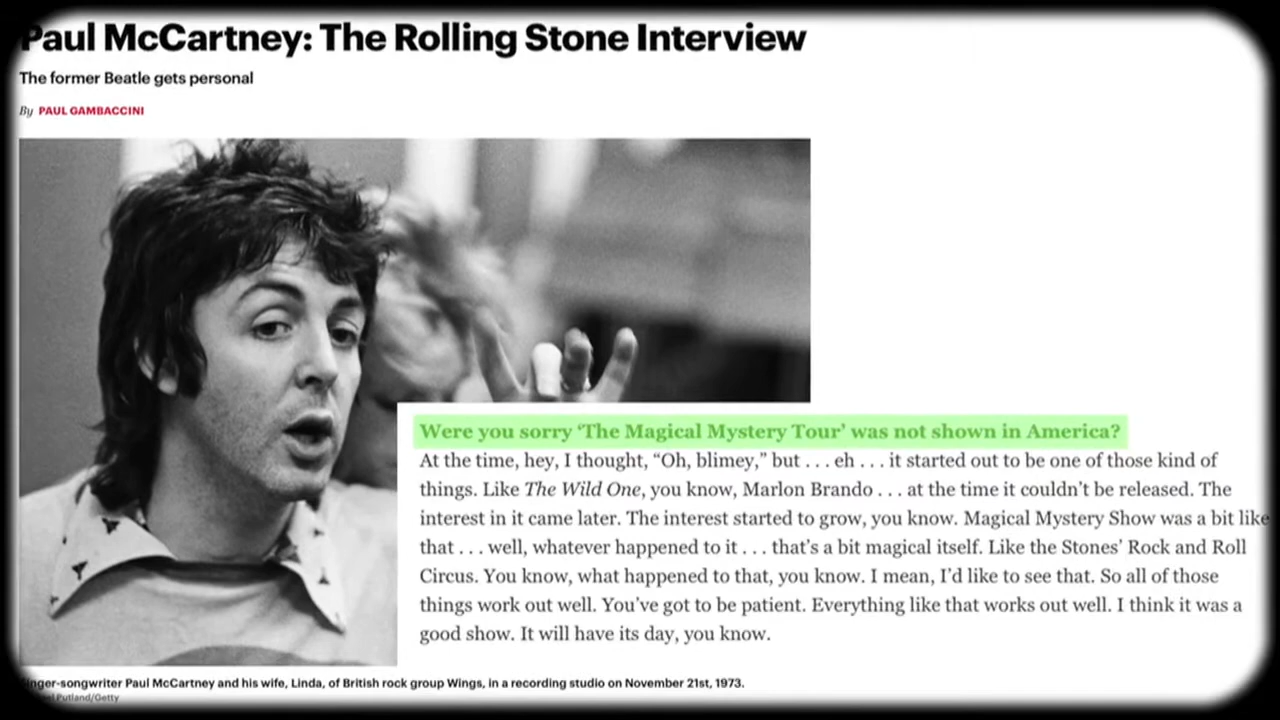 Paul McCartney: The Rolling Stone Interview
The former Beatle gets personal
By PAUL GAMBACCINI
Were you sorry ‘The Magical Mystery Tour’ was not shown in America?
At the time, hey, I thought, “Oh, blimey,” but . . . eh . . . it started out to be one of those kind of
things. Like The Wild One, you know, Marlon Brando . . . at the time it couldn’t be released. The
interest in it came later. The interest started to grow, you know. Magical Mystery Show was a bit like
that . . . well, whatever happened to it . . . that’s a bit magical itself. Like the Stones’ Rock and Roll
Circus. You know, what happened to that, you know. I mean, I’d like to see that. So all of those
things work out well. You’ve got to be patient. Everything like that works out well. I think it was a
good show. It will have its day, you know.
inger-songwriter Paul McCartney and his wife, Linda, of British rock group Wings, in a recording studio on November 21st, 1973.
Putland/Getty